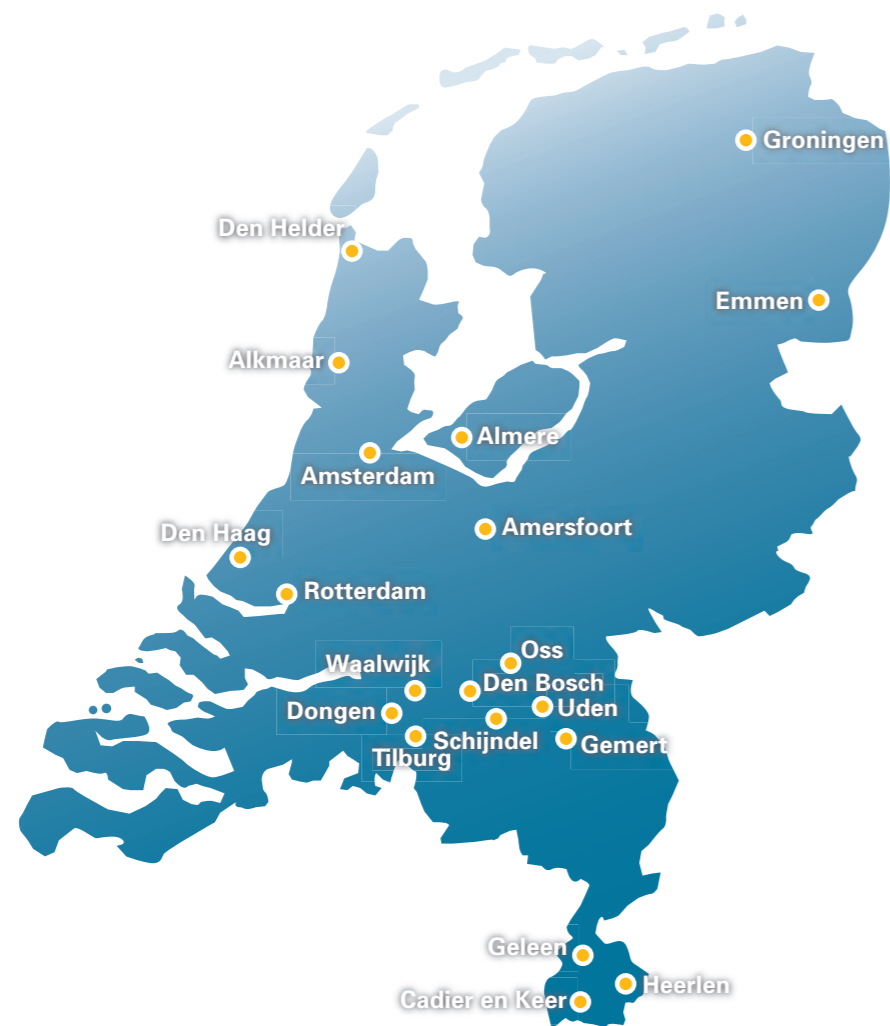 Groningen
Den Helder
Emmen
Alkmaar
Almere
Amsterdam
Amersfoort
Den Haag
Rotterdam
Oss
Waalwijk
Den Bosch
Uden
Dongen
Schijndel
Gemert
Tilburg
Geleen
Heerlen
Cadier en Keer